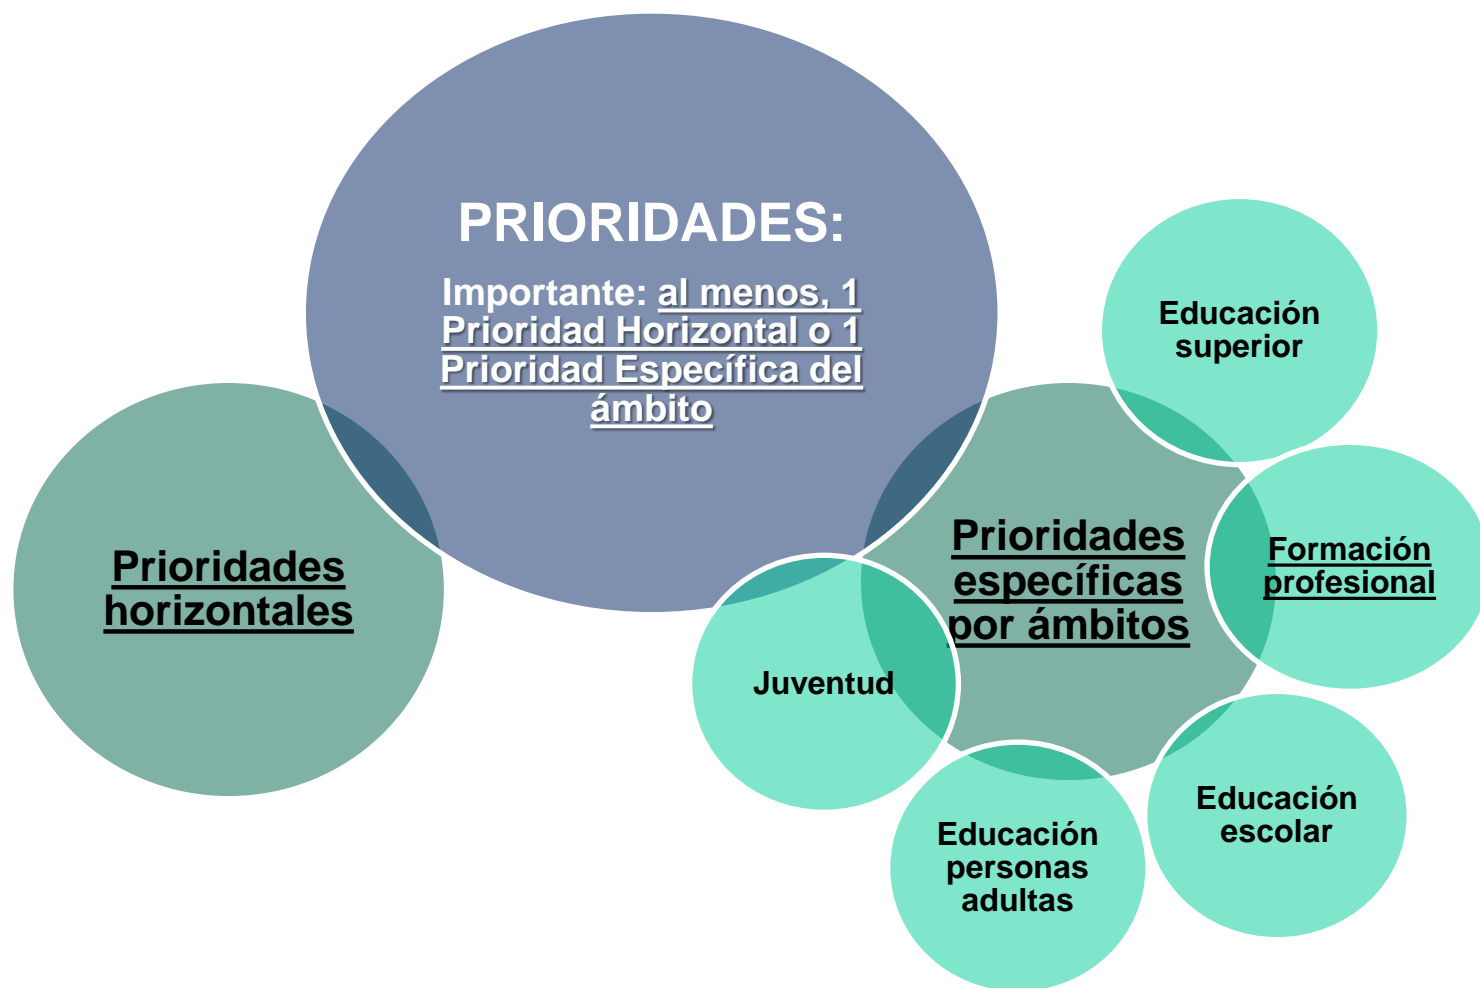 PRIORIDADES:
Importante: al menos, 1
Prioridad Horizontal o 1
Prioridad Específica del
ámbito
Prioridades
horizontales
Prioridades
específicas
por ámbitos
Educación
superior
Formación
profesional
Educación
escolar
Educación
personas
adultas
Juventud